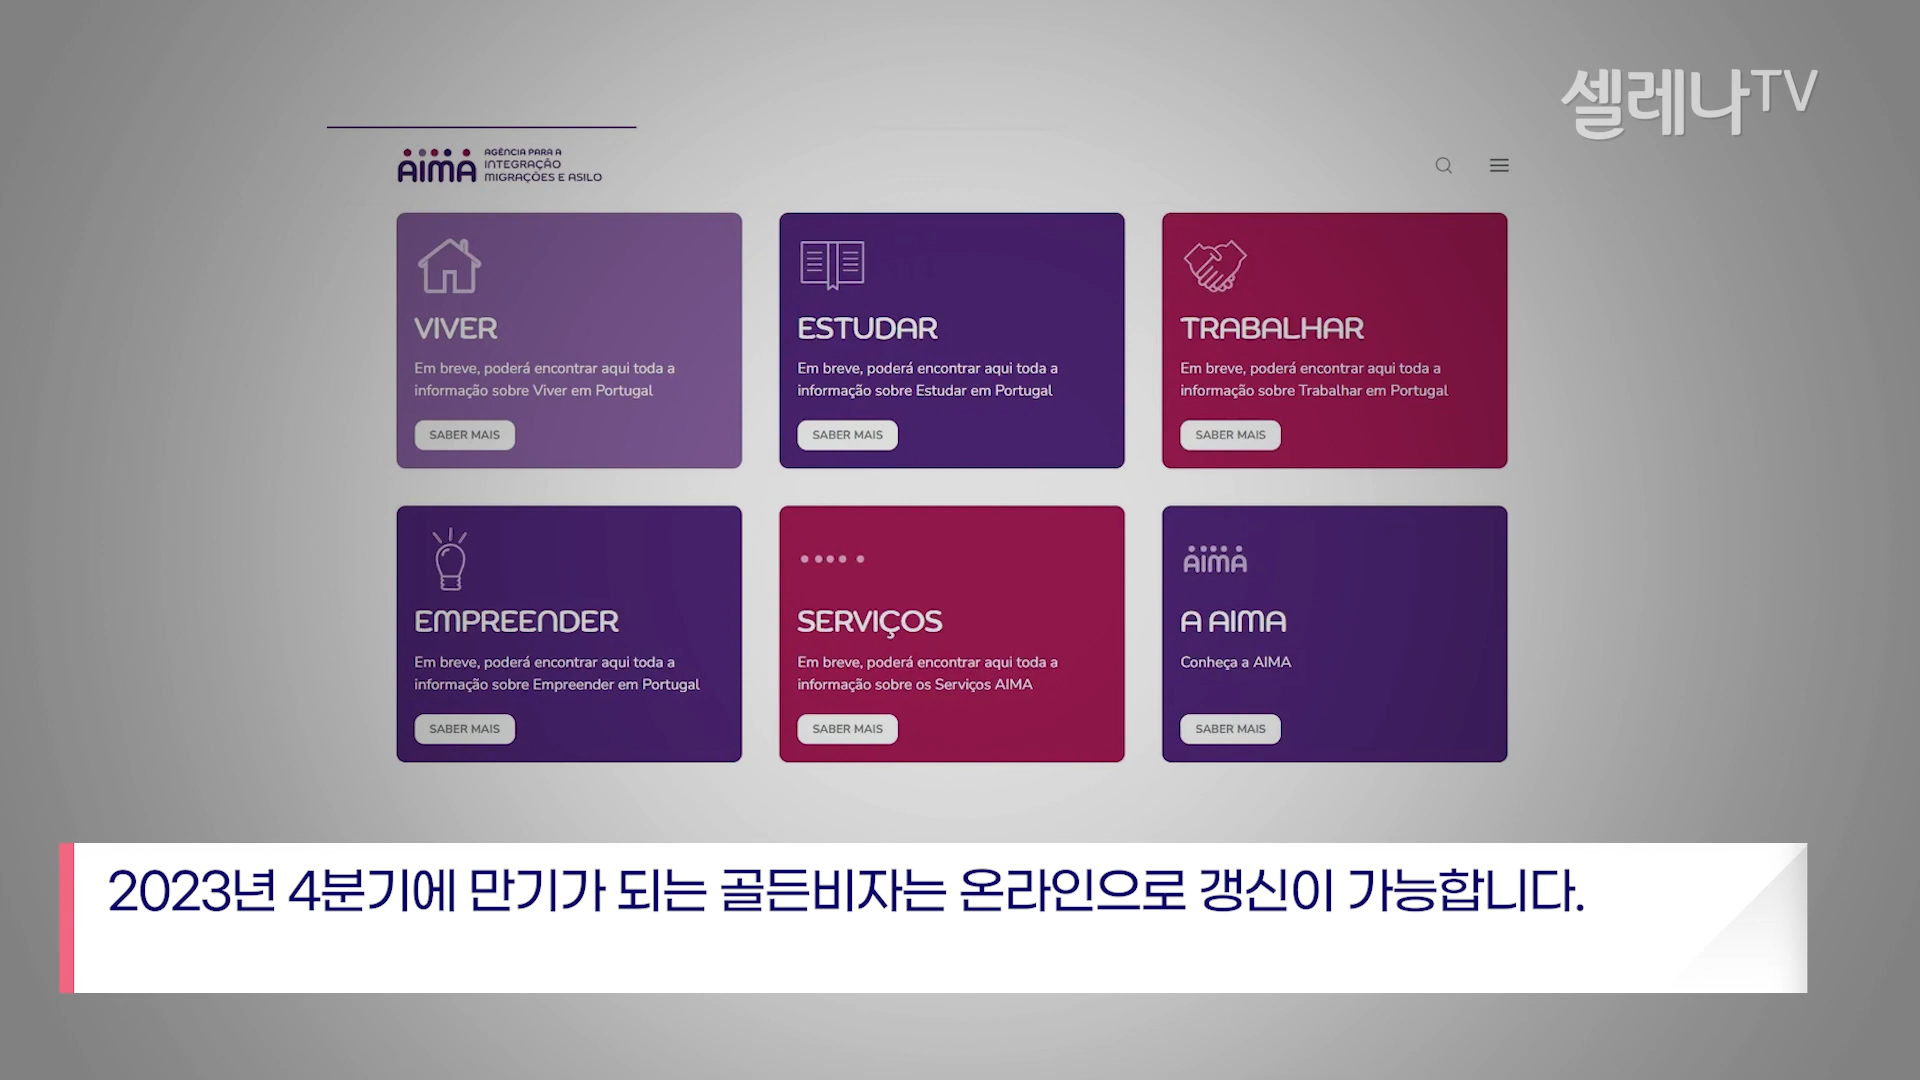 셀레나TV
AIMA
AGÊNCIA PARA A
INTEGRAÇÃO
MIGRAÇÕES E ASILO
VIVER
Em breve, poderá encontrar aqui toda a
informação sobre Viver em Portugal
SABER MAIS
ESTUDAR
Em breve, poderá encontrar aqui toda a
informação sobre Estudar em Portugal
SABER MAIS
TRABALHAR
Em breve, poderá encontrar aqui toda a
informação sobre Trabalhar em Portugal
SABER MAIS
EMPREENDER
Em breve, poderá encontrar aqui toda a
informação sobre Empreender em Portugal
SABER MAIS
SERVIÇOS
Em breve, poderá encontrar aqui toda a
informação sobre os Serviços AIMA
SABER MAIS
AIMA
A AIMA
Conheça a AIMA
SABER MAIS
2023년 4분기에 만기가 되는 골든비자는 온라인으로 갱신이 가능합니다.